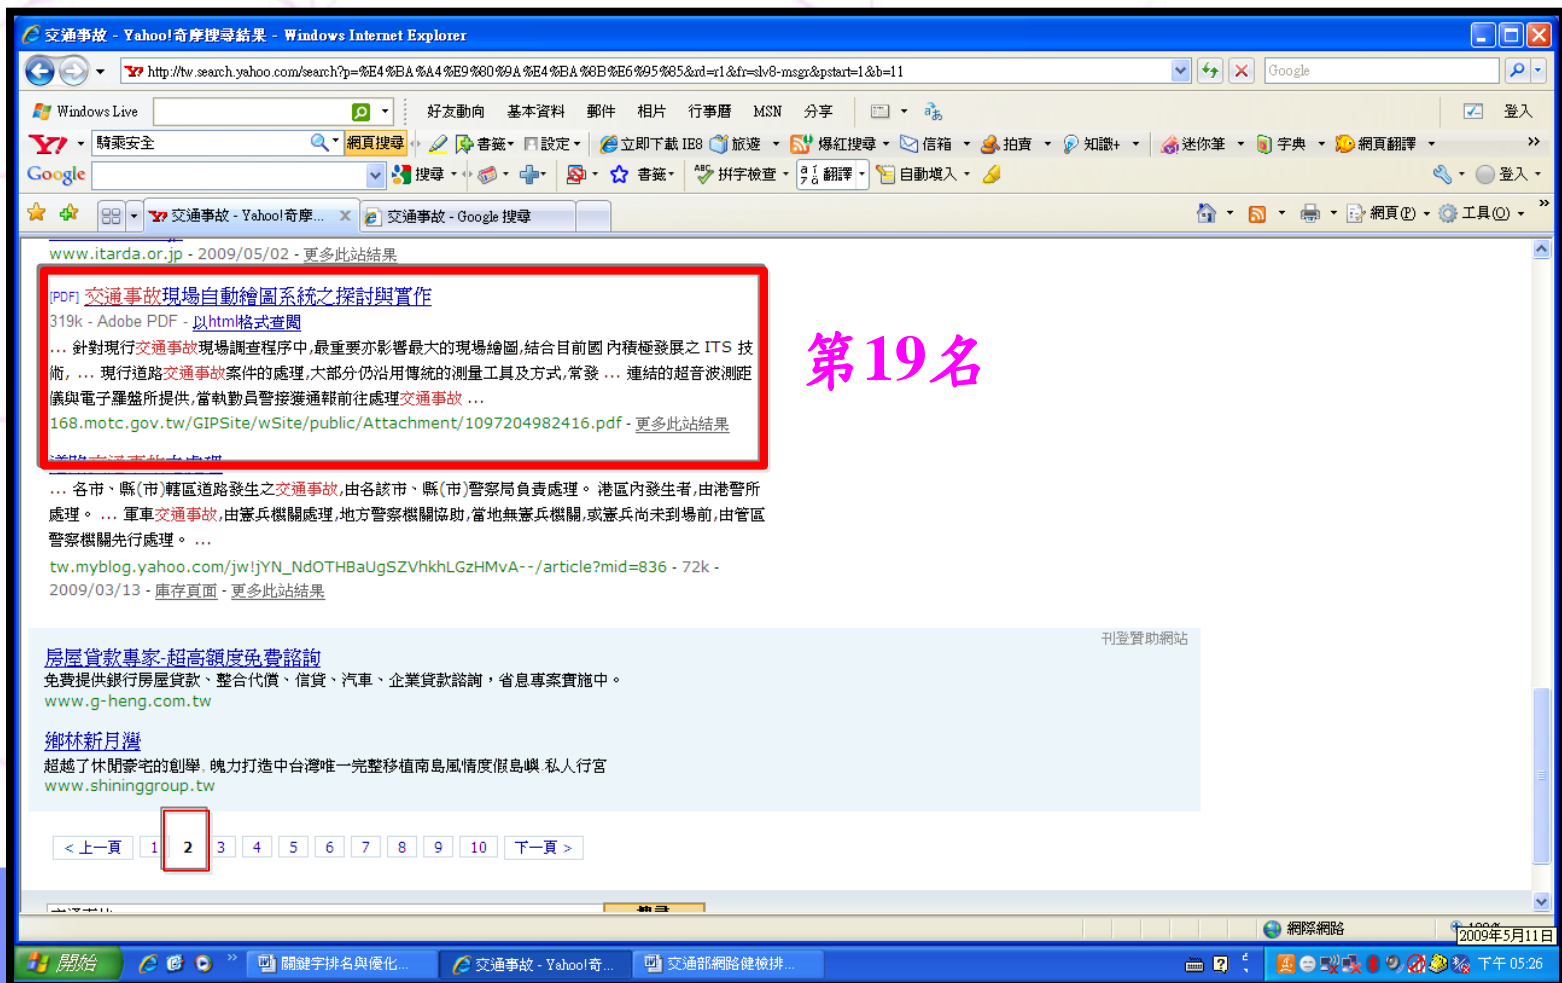 交通事故 - Yahoo!奇摩搜尋結果 - Windows Internet Explorer
http://tw.search.yahoo.com/search?p=%E4%BA%A4%E9%80%9A%E4%BA%8B%E6%95%85&rd=r1&fr=slv8-msgr&pstart=1&b=11
Google
Windows Live 好友動向 基本資料 郵件 相片 行事曆 MSN 分享 登入
騎乘安全 網頁搜尋 書籤 設定 立即下載 IE8 旅遊 爆紅搜尋 信箱 拍賣 知識+ 迷你筆 字典 網頁翻譯 »
Google 搜尋 書籤 拼字檢查 翻譯 自動填入 登入
交通事故 - Yahoo!奇摩... X 交通事故 - Google 搜尋 網頁(P) 工具(O) »
www.itarda.or.jp - 2009/05/02 - 更多此站結果
[PDF] 交通事故現場自動繪圖系統之探討與實作
319k - Adobe PDF - 以html格式查閱
... 針對現行交通事故現場調查程序中,最重要亦影響最大的現場繪圖,結合目前國 內積極發展之 ITS 技
術, ... 現行道路交通事故案件的處理,大部分仍沿用傳統的測量工具及方式,常發 ... 連結的超音波測距
儀與電子羅盤所提供,當執勤員警接獲通報前往處理交通事故 ...
168.motc.gov.tw/GIPSite/wSite/public/Attachment/1097204982416.pdf - 更多此站結果
第19名
... 各市、縣(市)轄區道路發生之交通事故,由各該市、縣(市)警察局負責處理。 港區內發生者,由港警所
處理。 ... 軍車交通事故,由憲兵機關處理,地方警察機關協助,當地無憲兵機關,或憲兵尚未到場前,由管區
警察機關先行處理。 ...
tw.myblog.yahoo.com/jw!jYN_NdOTHBaUgSZVhkhLGzHMvA--/article?mid=836 - 72k -
2009/03/13 - 庫存頁面 - 更多此站結果
刊登贊助網站
房屋貸款專家-超高額度免費諮詢
免費提供銀行房屋貸款、整合代償、信貸、汽車、企業貸款諮詢，省息專案實施中。
www.g-heng.com.tw
鄉林新月灣
超越了休閒豪宅的創舉, 魄力打造中台灣唯一完整移植南島風情度假島嶼.私人行宮
www.shininggroup.tw
< 上一頁 1 2 3 4 5 6 7 8 9 10 下一頁 >
網際網路
2009年5月11日
開始 » 關鍵字排名與優化... 交通事故 - Yahoo!奇... 交通部網路健檢排... 下午 05:26